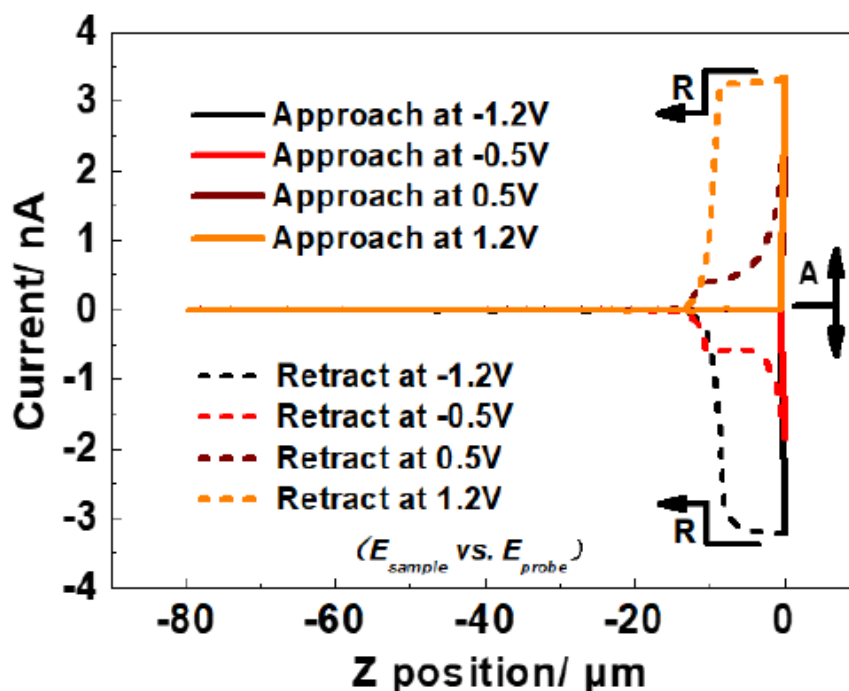 4
3
2
1
0
-1
-2
-3
-4
Current/ nA
Approach at -1.2V
Approach at -0.5V
Approach at 0.5V
Approach at 1.2V
R
A
Retract at -1.2V
Retract at -0.5V
Retract at 0.5V
Retract at 1.2V
R
(E_sample vs. E_probe)
-80 -60 -40 -20 0
Z position/ μm